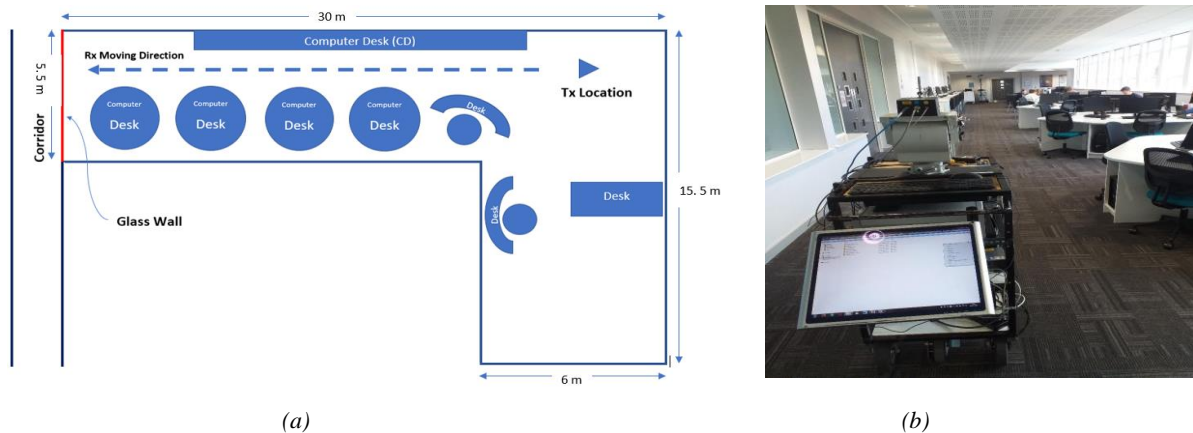 30 m
Computer Desk (CD)
Rx Moving Direction
Tx Location
5.5 m
Corridor
Computer
Desk
Computer
Desk
Computer
Desk
Computer
Desk
Desk
Desk
Desk
15. 5 m
Glass Wall
6 m
(a)
(b)